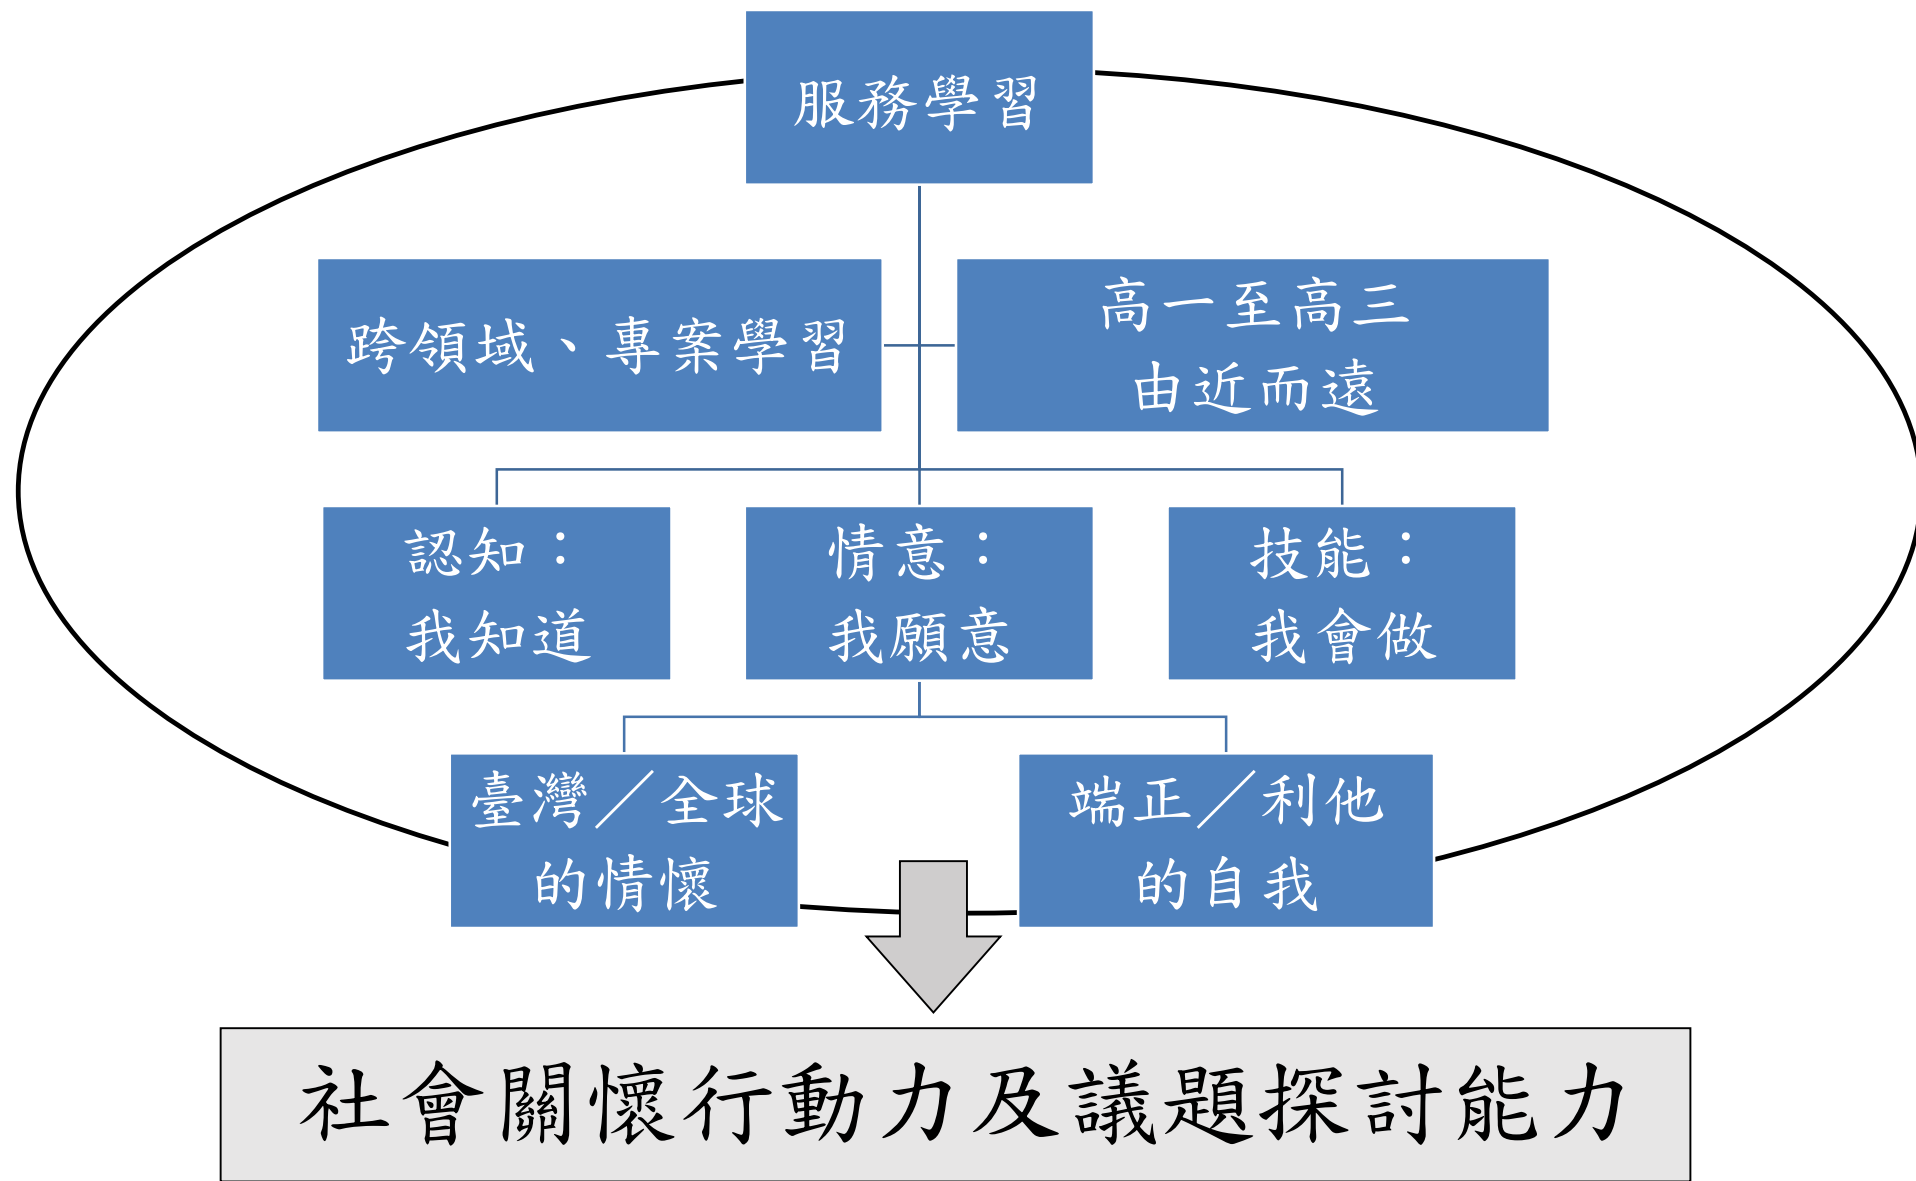 服務學習
跨領域、專案學習
高一至高三
由近而遠
認知：
我知道
情意：
我願意
技能：
我會做
臺灣／全球
的情懷
端正／利他
的自我
社會關懷行動力及議題探討能力